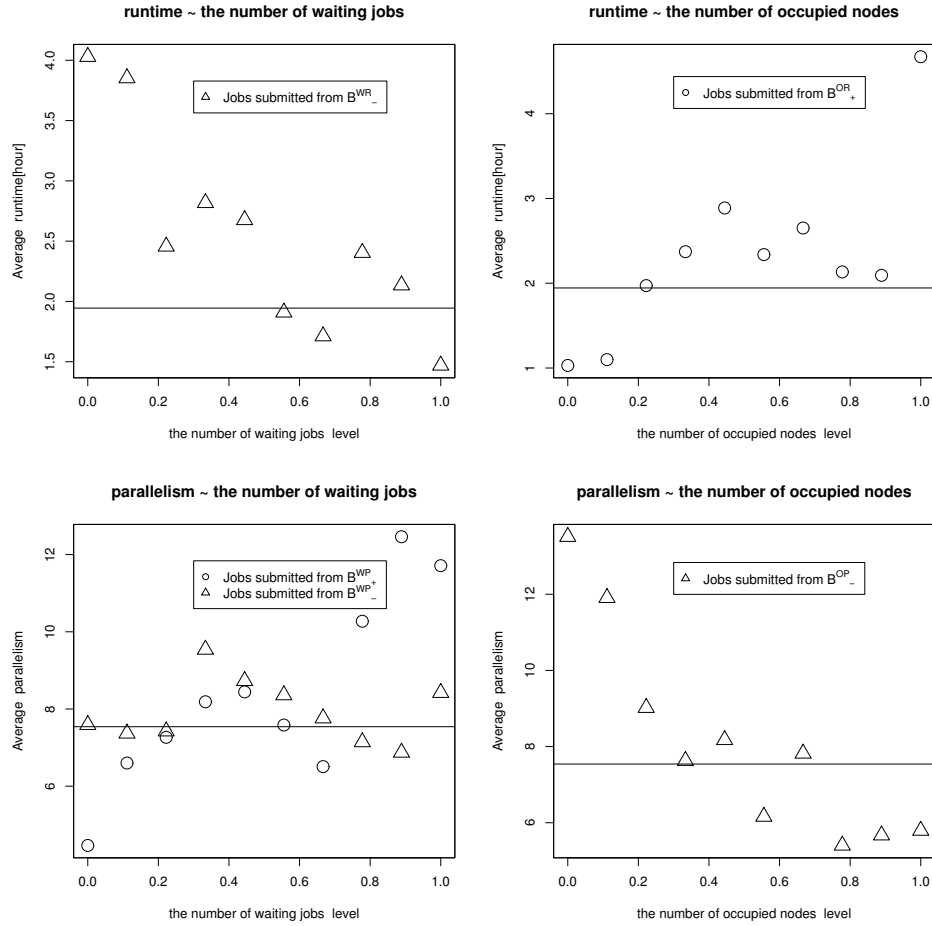 runtime ~ the number of waiting jobs
Average runtime[hour]
4.0
3.5
3.0
2.5
2.0
1.5
Jobs submitted from B^WR_−
0.0 0.2 0.4 0.6 0.8 1.0
the number of waiting jobs level
runtime ~ the number of occupied nodes
Average runtime[hour]
4
3
2
1
Jobs submitted from B^OR_+
0.0 0.2 0.4 0.6 0.8 1.0
the number of occupied nodes level
parallelism ~ the number of waiting jobs
Average parallelism
12
10
8
6
Jobs submitted from B^WP_+
Jobs submitted from B^WP_−
0.0 0.2 0.4 0.6 0.8 1.0
the number of waiting jobs level
parallelism ~ the number of occupied nodes
Average parallelism
12
10
8
6
Jobs submitted from B^OP_−
0.0 0.2 0.4 0.6 0.8 1.0
the number of occupied nodes level